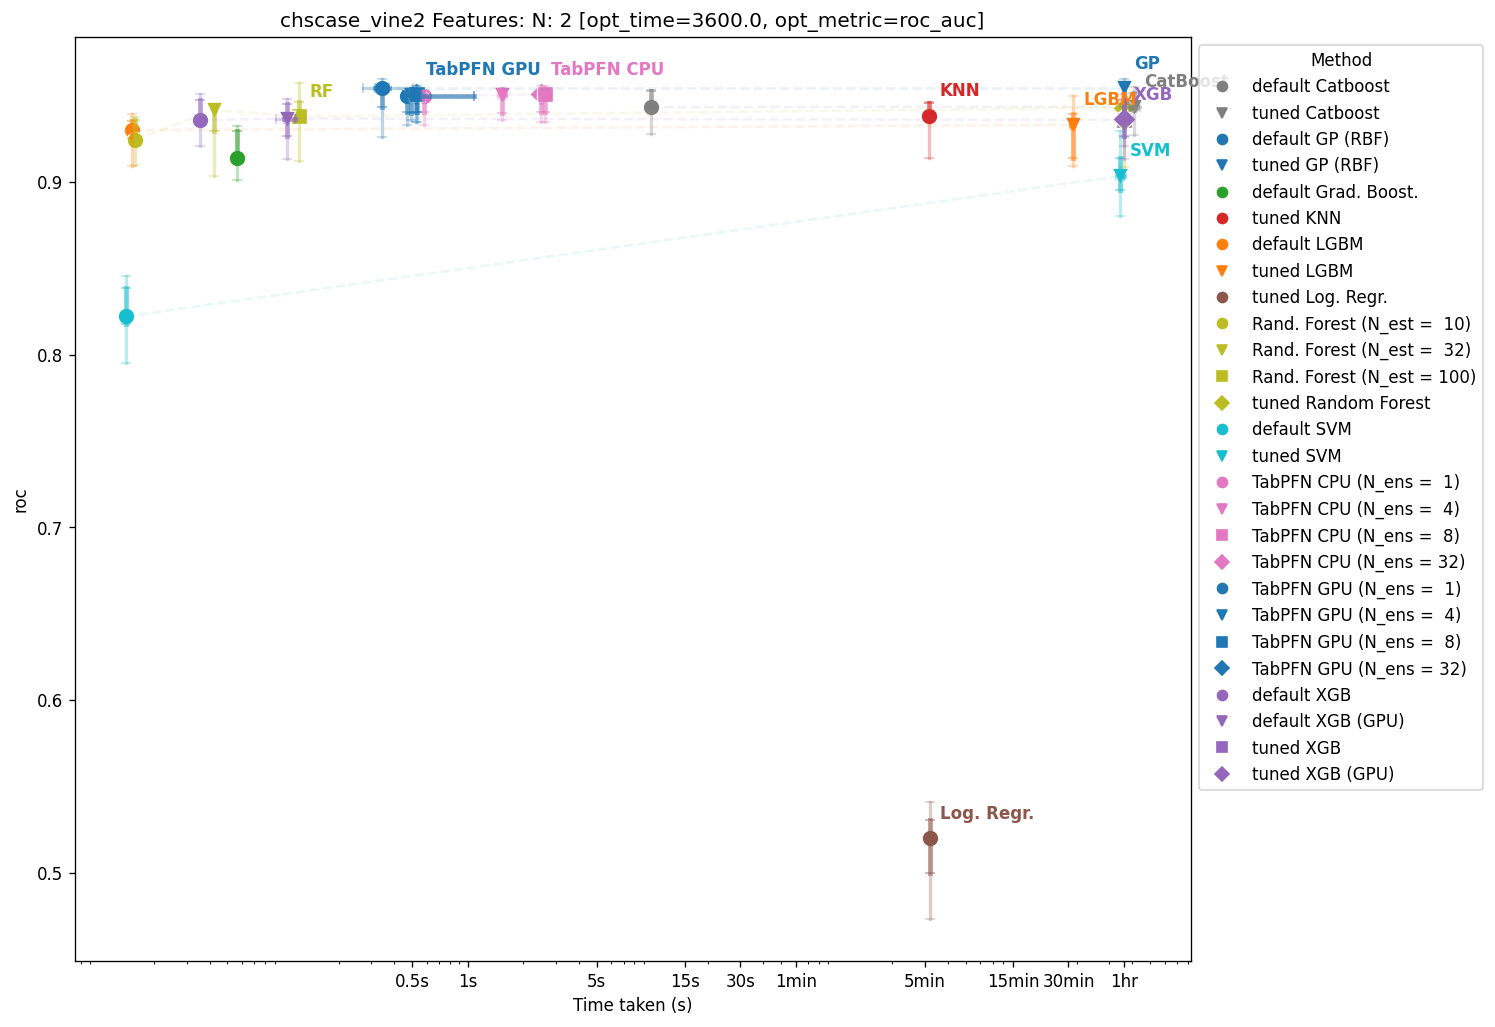 chscase_vine2 Features: N: 2 [opt_time=3600.0, opt_metric=roc_auc]
GP
TabPFN GPU
TabPFN CPU
CatBoost
RF
KNN
LGBM
XGB
SVM
Log. Regr.
0.9
0.8
0.7
0.6
0.5
roc
0.5s
1s
5s
15s
30s
1min
5min
15min
30min
1hr
Time taken (s)
Method
default Catboost
tuned Catboost
default GP (RBF)
tuned GP (RBF)
default Grad. Boost.
tuned KNN
default LGBM
tuned LGBM
tuned Log. Regr.
Rand. Forest (N_est =  10)
Rand. Forest (N_est =  32)
Rand. Forest (N_est = 100)
tuned Random Forest
default SVM
tuned SVM
TabPFN CPU (N_ens =  1)
TabPFN CPU (N_ens =  4)
TabPFN CPU (N_ens =  8)
TabPFN CPU (N_ens = 32)
TabPFN GPU (N_ens =  1)
TabPFN GPU (N_ens =  4)
TabPFN GPU (N_ens =  8)
TabPFN GPU (N_ens = 32)
default XGB
default XGB (GPU)
tuned XGB
tuned XGB (GPU)